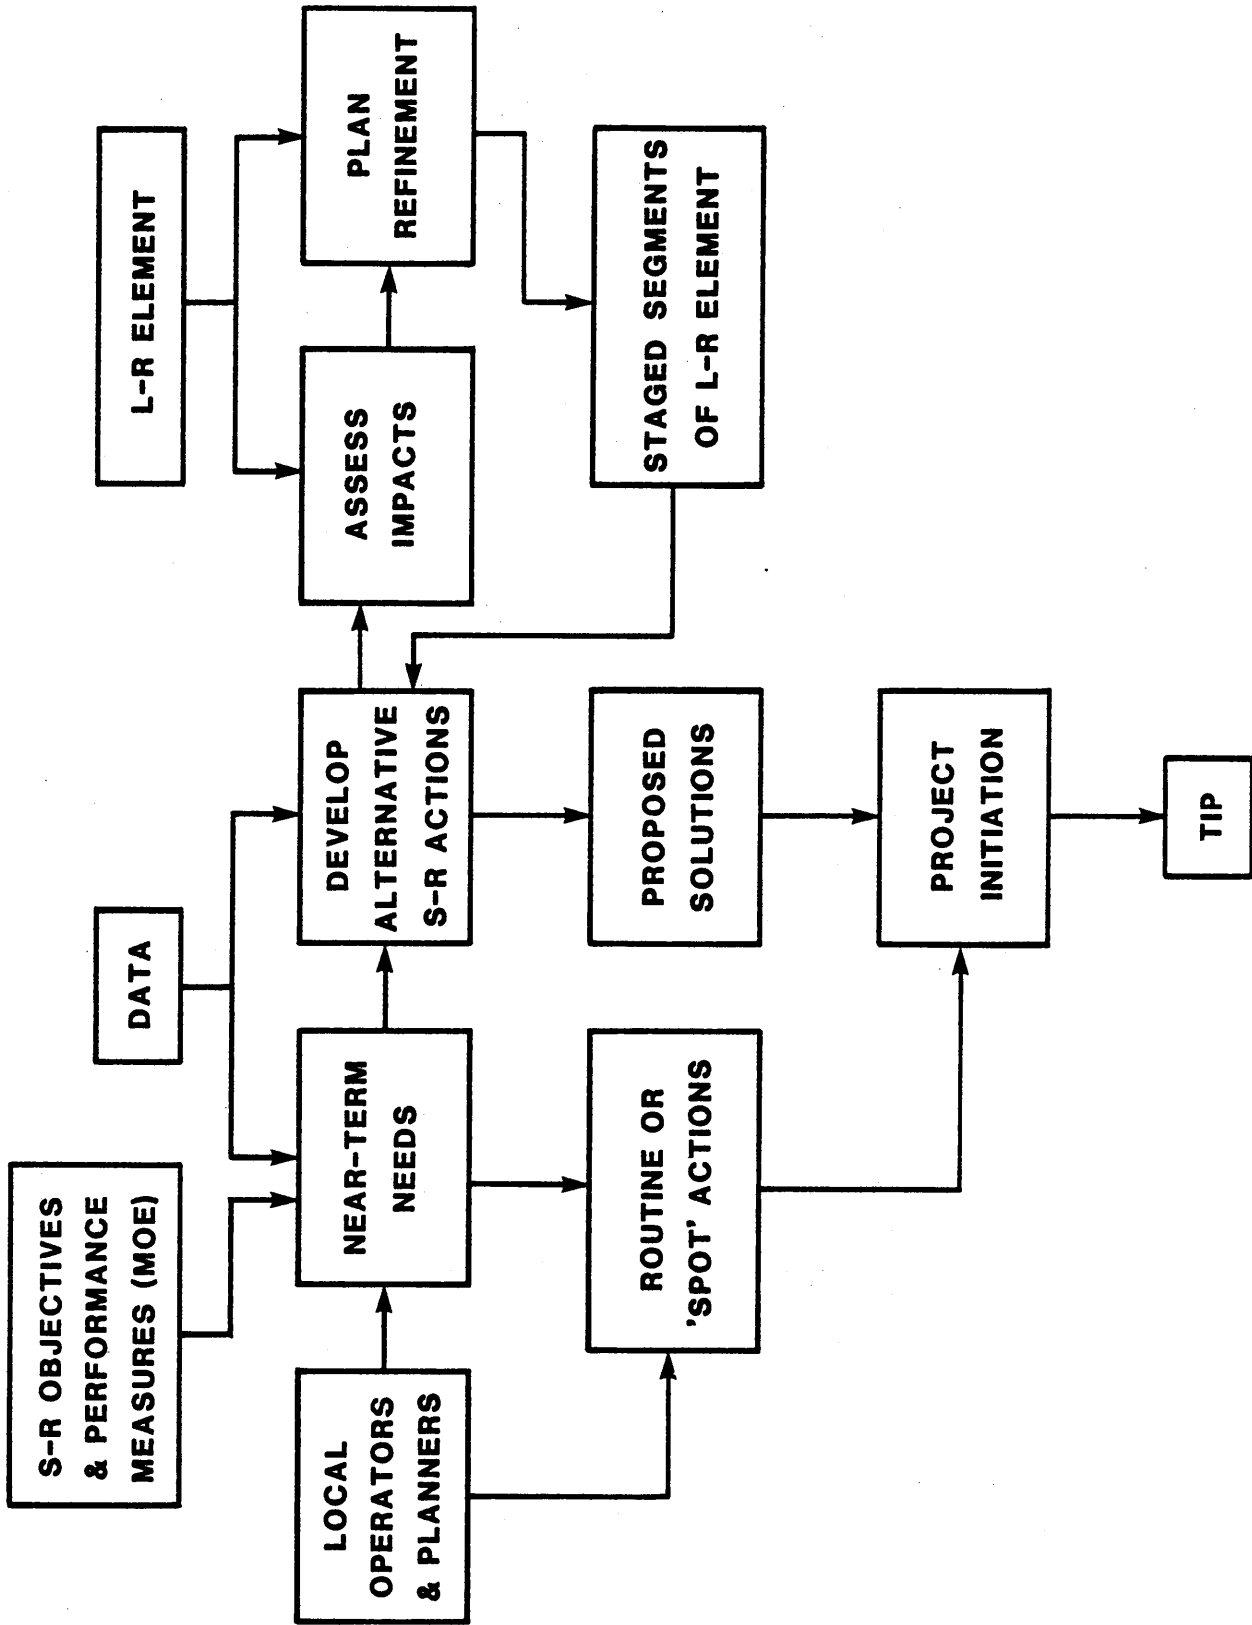 S-R OBJECTIVES
& PERFORMANCE
MEASURES (MOE)
DATA
L-R ELEMENT
LOCAL
OPERATORS
& PLANNERS
NEAR-TERM
NEEDS
DEVELOP
ALTERNATIVE
S-R ACTIONS
ASSESS
IMPACTS
PLAN
REFINEMENT
ROUTINE OR
'SPOT' ACTIONS
PROPOSED
SOLUTIONS
STAGED SEGMENTS
OF L-R ELEMENT
PROJECT
INITIATION
TIP